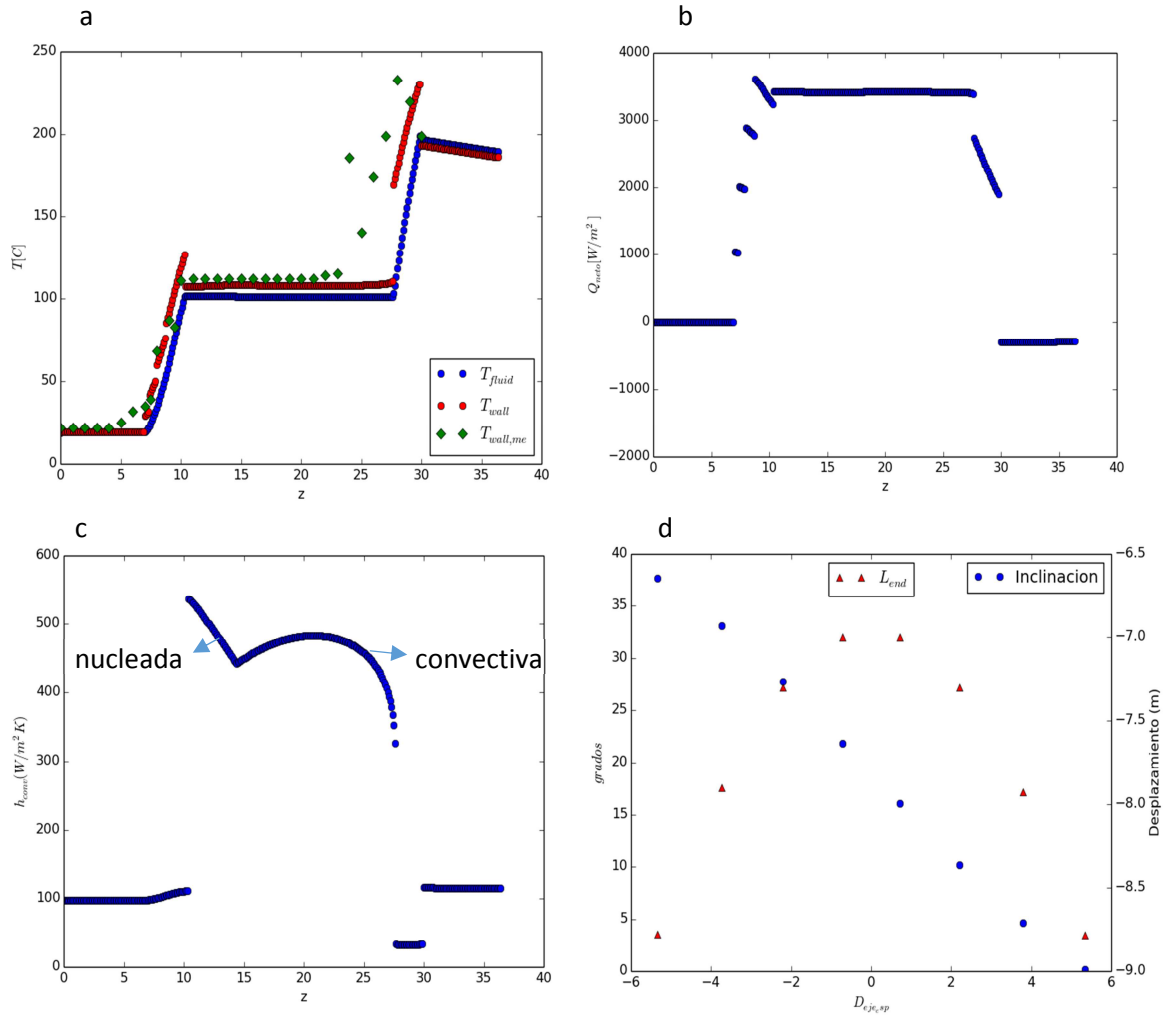 a
250
200
150
100
50
0
T[C]
0 5 10 15 20 25 30 35 40
z
T_fluid
T_wall
T_wall,me
b
4000
3000
2000
1000
0
−1000
−2000
Q_neto[W/m²]
0 5 10 15 20 25 30 35 40
z
c
600
500
400
300
200
100
0
h_conv(W/m²K)
nucleada
convectiva
0 5 10 15 20 25 30 35 40
z
d
40
35
30
25
20
15
10
5
0
grados
L_end
Inclinacion
−6.5
−7.0
−7.5
−8.0
−8.5
−9.0
Desplazamiento (m)
−6 −4 −2 0 2 4 6
D_eje_csp